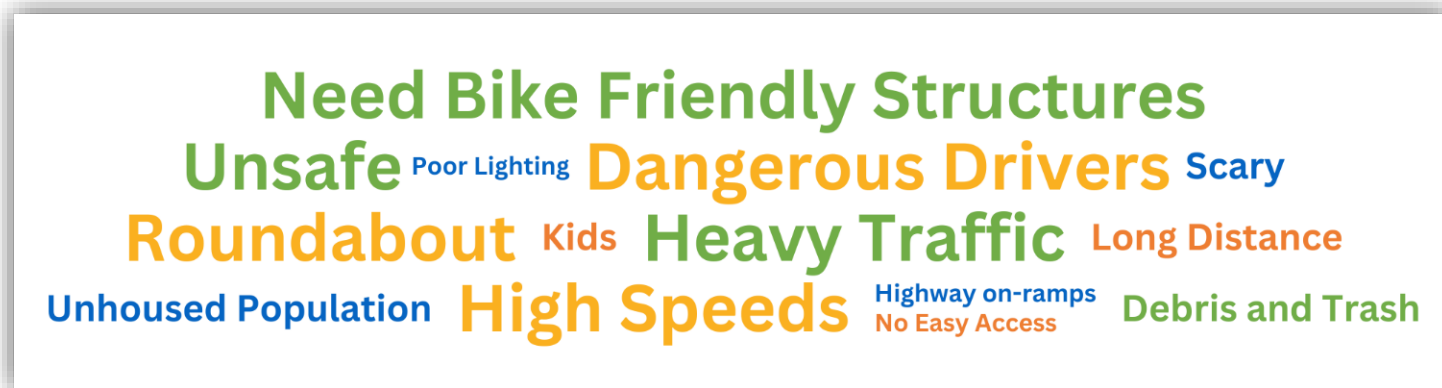 Need Bike Friendly Structures
Unsafe Poor Lighting Dangerous Drivers Scary
Roundabout Kids Heavy Traffic Long Distance
Unhoused Population High Speeds Highway on-ramps
No Easy Access Debris and Trash